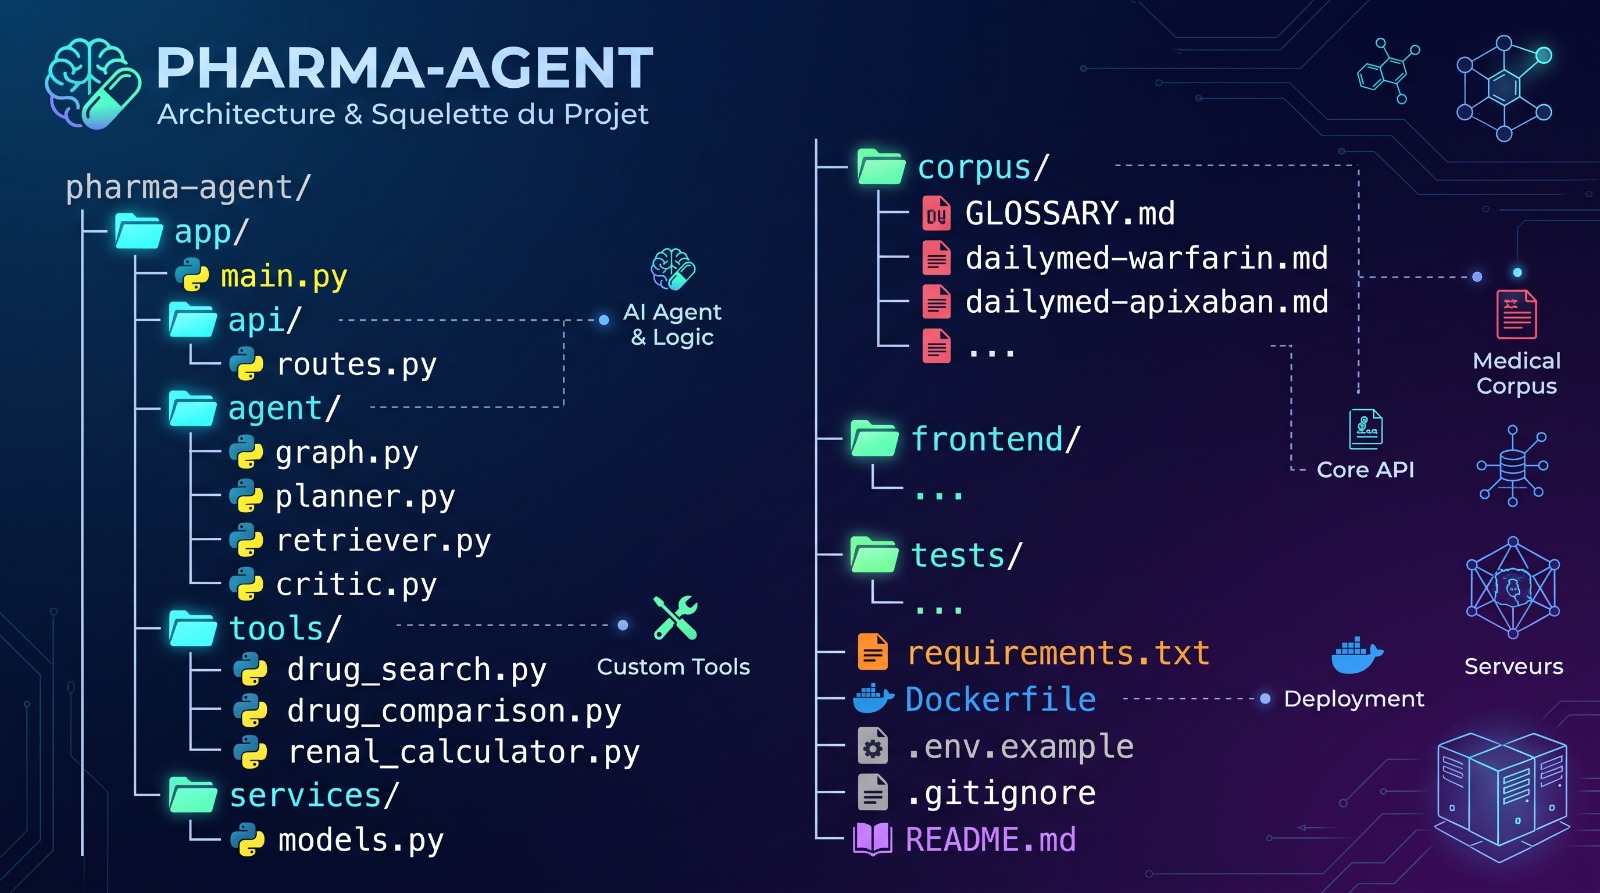 PHARMA-AGENT
Architecture & Squelette du Projet
pharma-agent/
app/
main.py
api/
routes.py
agent/
graph.py
planner.py
retriever.py
critic.py
tools/
drug_search.py
drug_comparison.py
renal_calculator.py
services/
models.py
AI Agent
& Logic
Custom Tools
corpus/
GLOSSARY.md
dailymed-warfarin.md
dailymed-apixaban.md
...
frontend/
...
tests/
...
requirements.txt
Dockerfile
.env.example
.gitignore
README.md
Medical
Corpus
Core API
Serveurs
Deployment